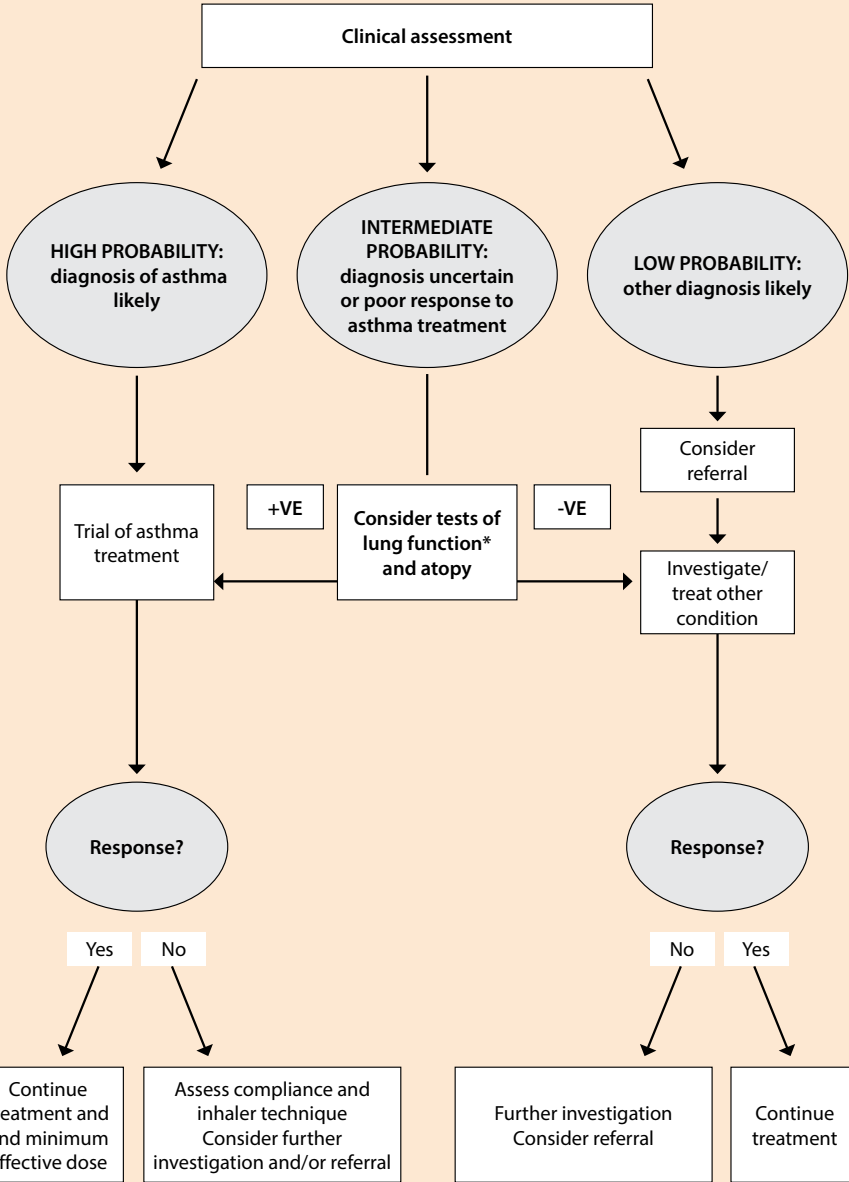 Clinical assessment
HIGH PROBABILITY:
diagnosis of asthma
likely
INTERMEDIATE
PROBABILITY:
diagnosis uncertain
or poor response to
asthma treatment
LOW PROBABILITY:
other diagnosis likely
Consider
referral
Trial of asthma
treatment
+VE
Consider tests of
lung function*
and atopy
-VE
Investigate/
treat other
condition
Response?
Response?
Yes
No
No
Yes
Continue
reatment and
nd minimum
ffective dose
Assess compliance and
inhaler technique
Consider further
investigation and/or referral
Further investigation
Consider referral
Continue
treatment